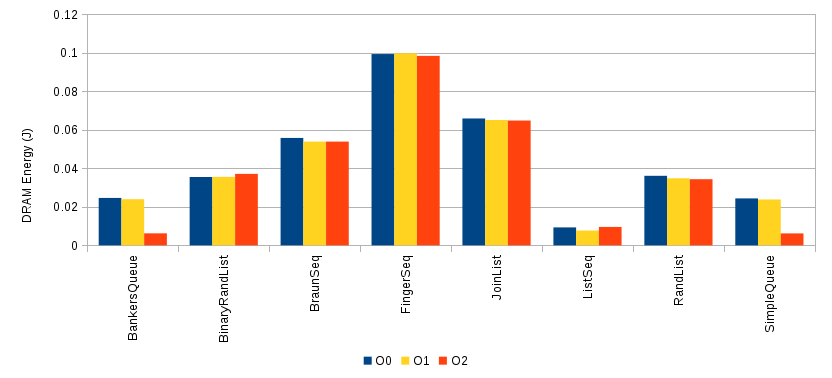 0.12
0.1
0.08
0.06
0.04
0.02
0
DRAM Energy (J)
BankersQueue
BinaryRandList
BraunSeq
FingerSeq
JoinList
ListSeq
RandList
SimpleQueue
O0 O1 O2